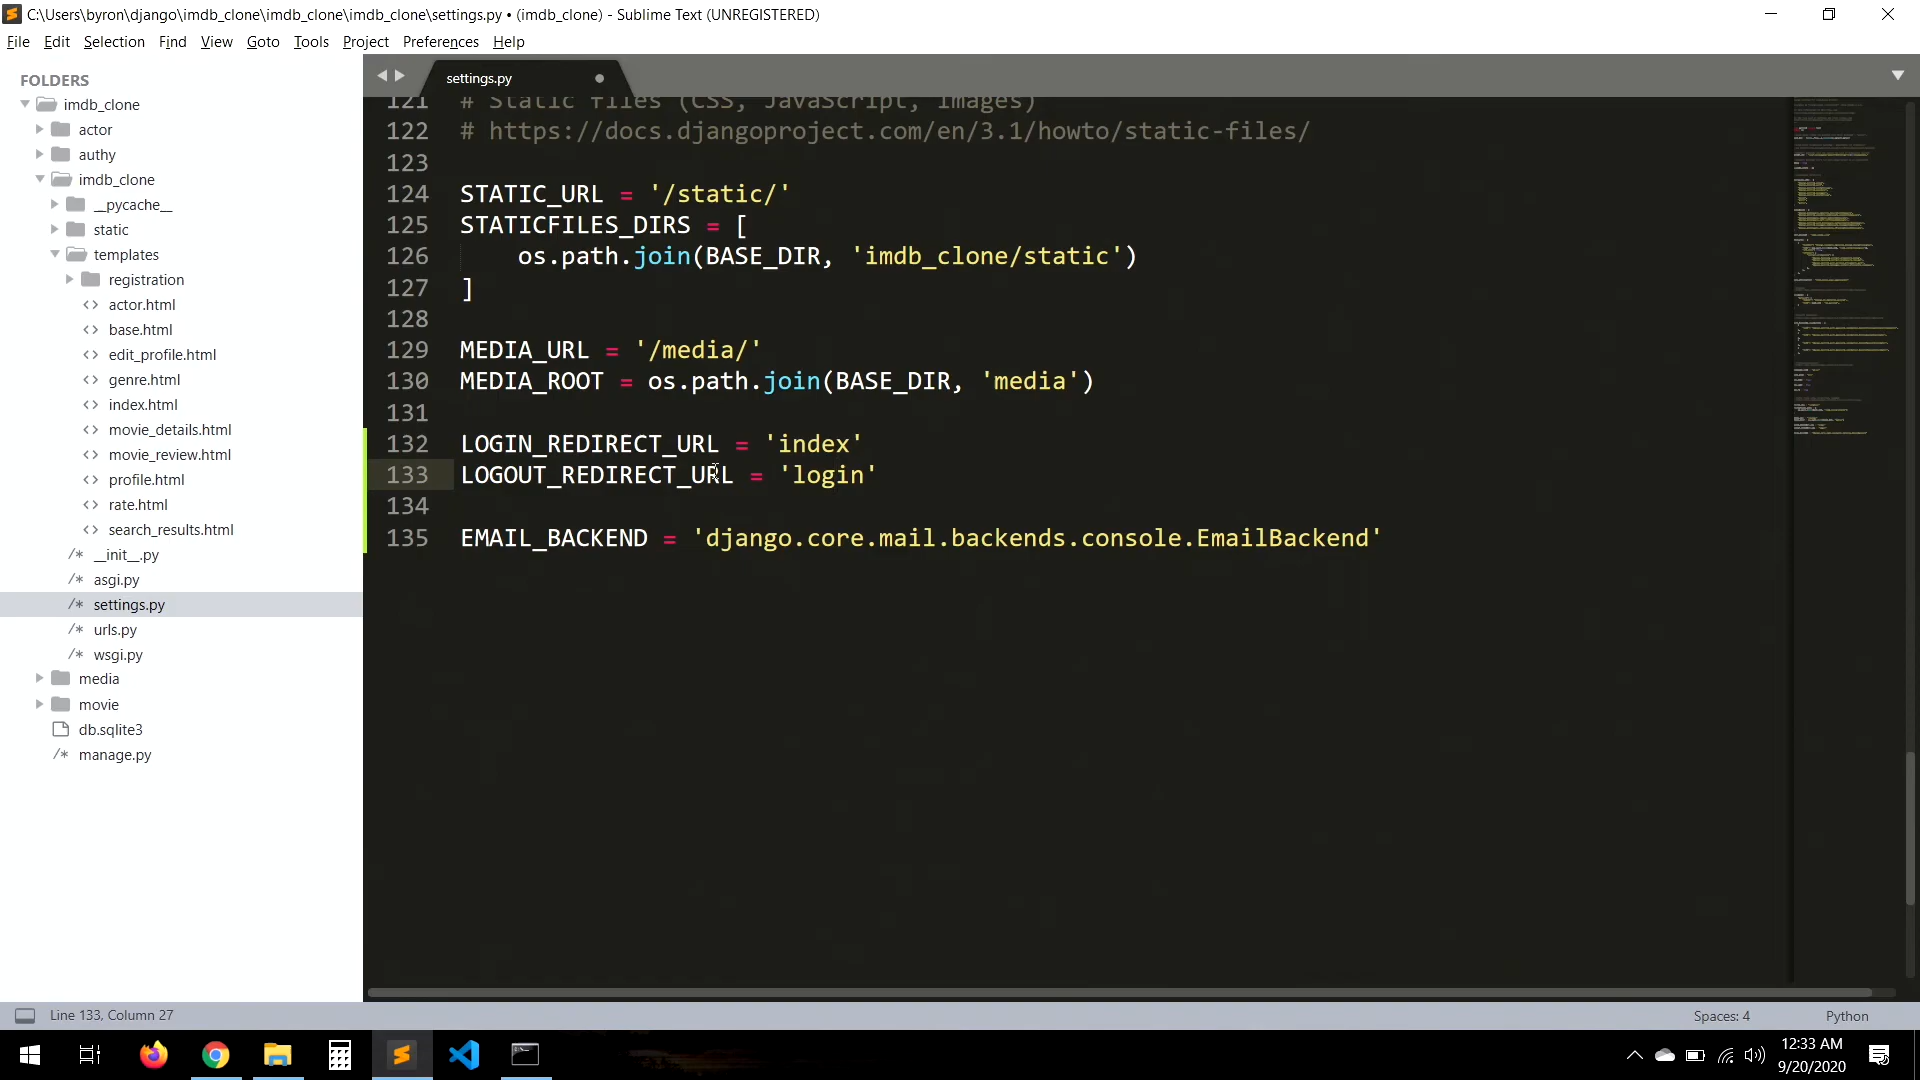 C:\Users\byron\django\imdb_clone\imdb_clone\imdb_clone\settings.py • (imdb_clone) - Sublime Text (UNREGISTERED)
File Edit Selection Find View Goto Tools Project Preferences Help
FOLDERS
imdb_clone
actor
authy
imdb_clone
__pycache__
static
templates
registration
<> actor.html
<> base.html
<> edit_profile.html
<> genre.html
<> index.html
<> movie_details.html
<> movie_review.html
<> profile.html
<> rate.html
<> search_results.html
/* __init__.py
/* asgi.py
/* settings.py
/* urls.py
/* wsgi.py
media
movie
db.sqlite3
/* manage.py
settings.py
121 # Static files (CSS, JavaScript, Images)
122 # https://docs.djangoproject.com/en/3.1/howto/static-files/
123
124 STATIC_URL = '/static/'
125 STATICFILES_DIRS = [
126     os.path.join(BASE_DIR, 'imdb_clone/static')
127 ]
128
129 MEDIA_URL = '/media/'
130 MEDIA_ROOT = os.path.join(BASE_DIR, 'media')
131
132 LOGIN_REDIRECT_URL = 'index'
133 LOGOUT_REDIRECT_URL = 'login'
134
135 EMAIL_BACKEND = 'django.core.mail.backends.console.EmailBackend'
Line 133, Column 27
Spaces: 4
Python
12:33 AM
9/20/2020